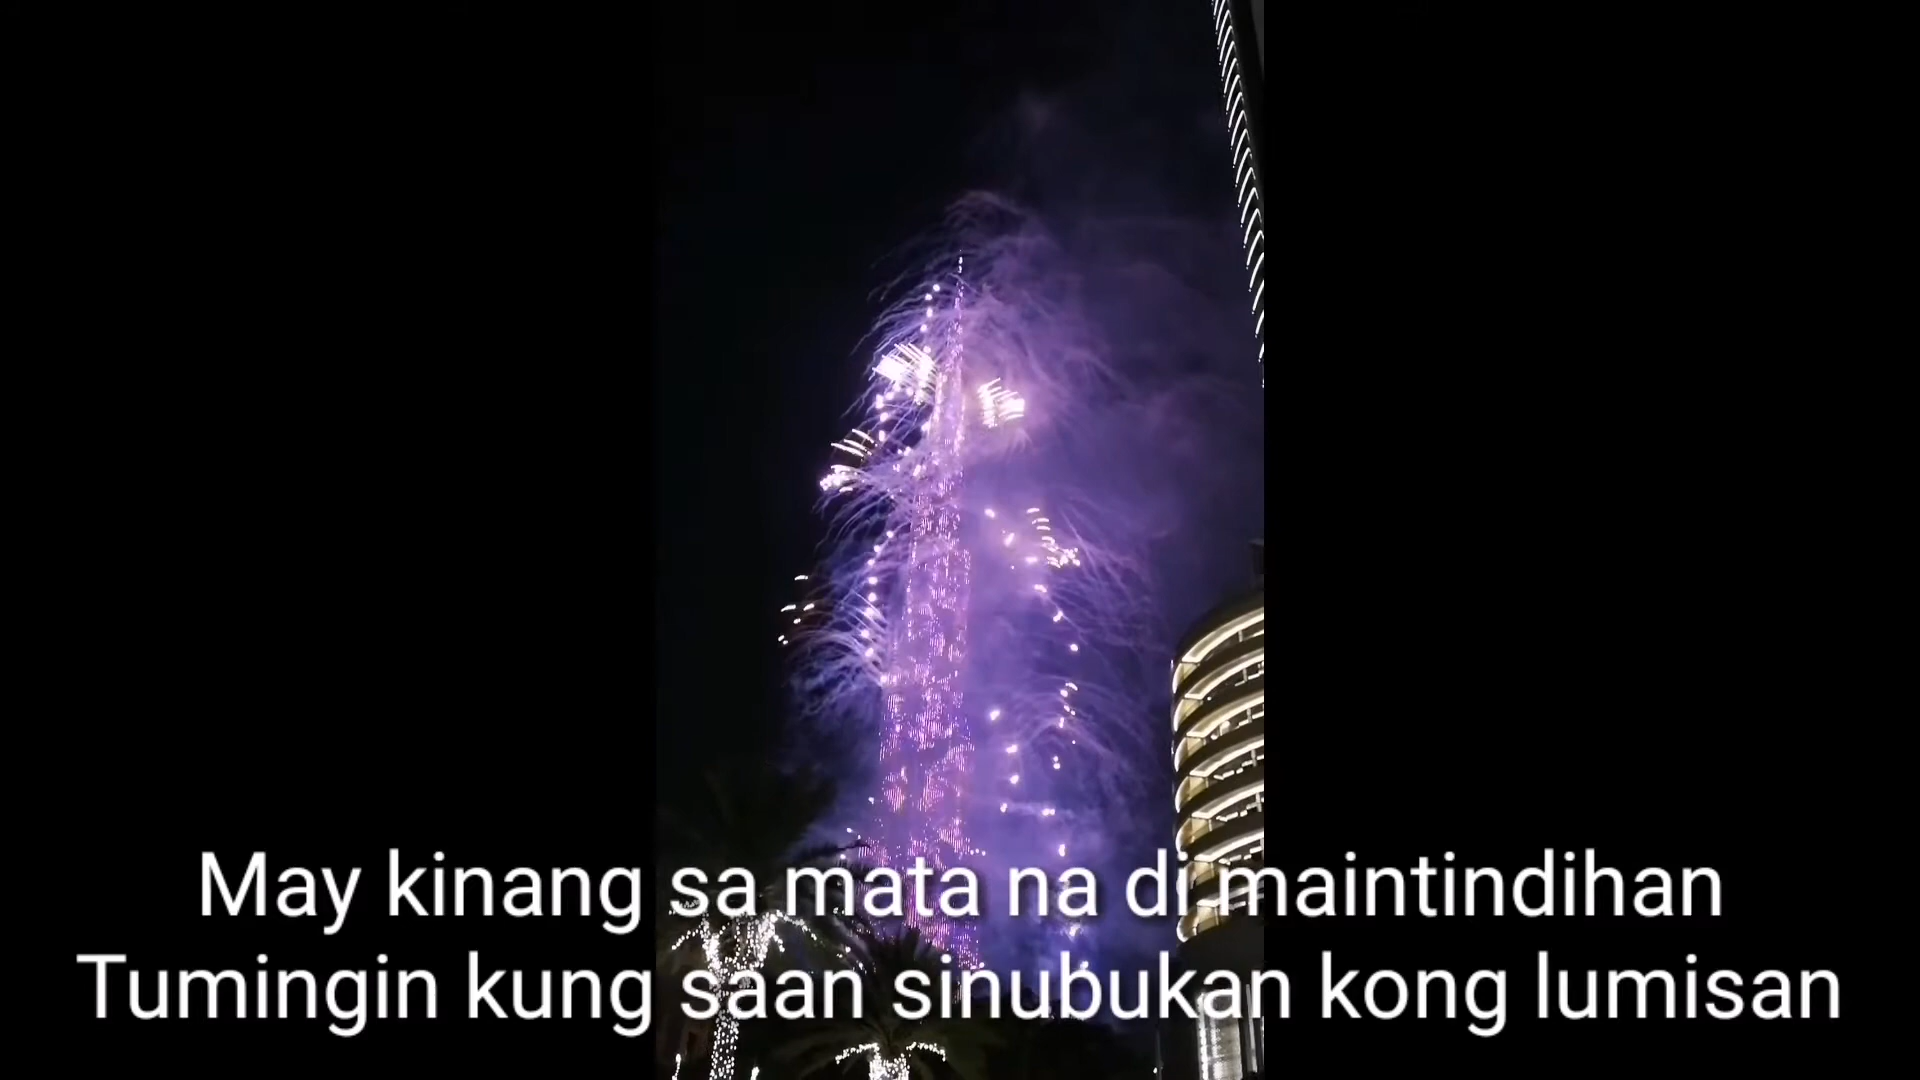 May kinang sa mata na di maintindihan
Tumingin kung saan sinubukan kong lumisan